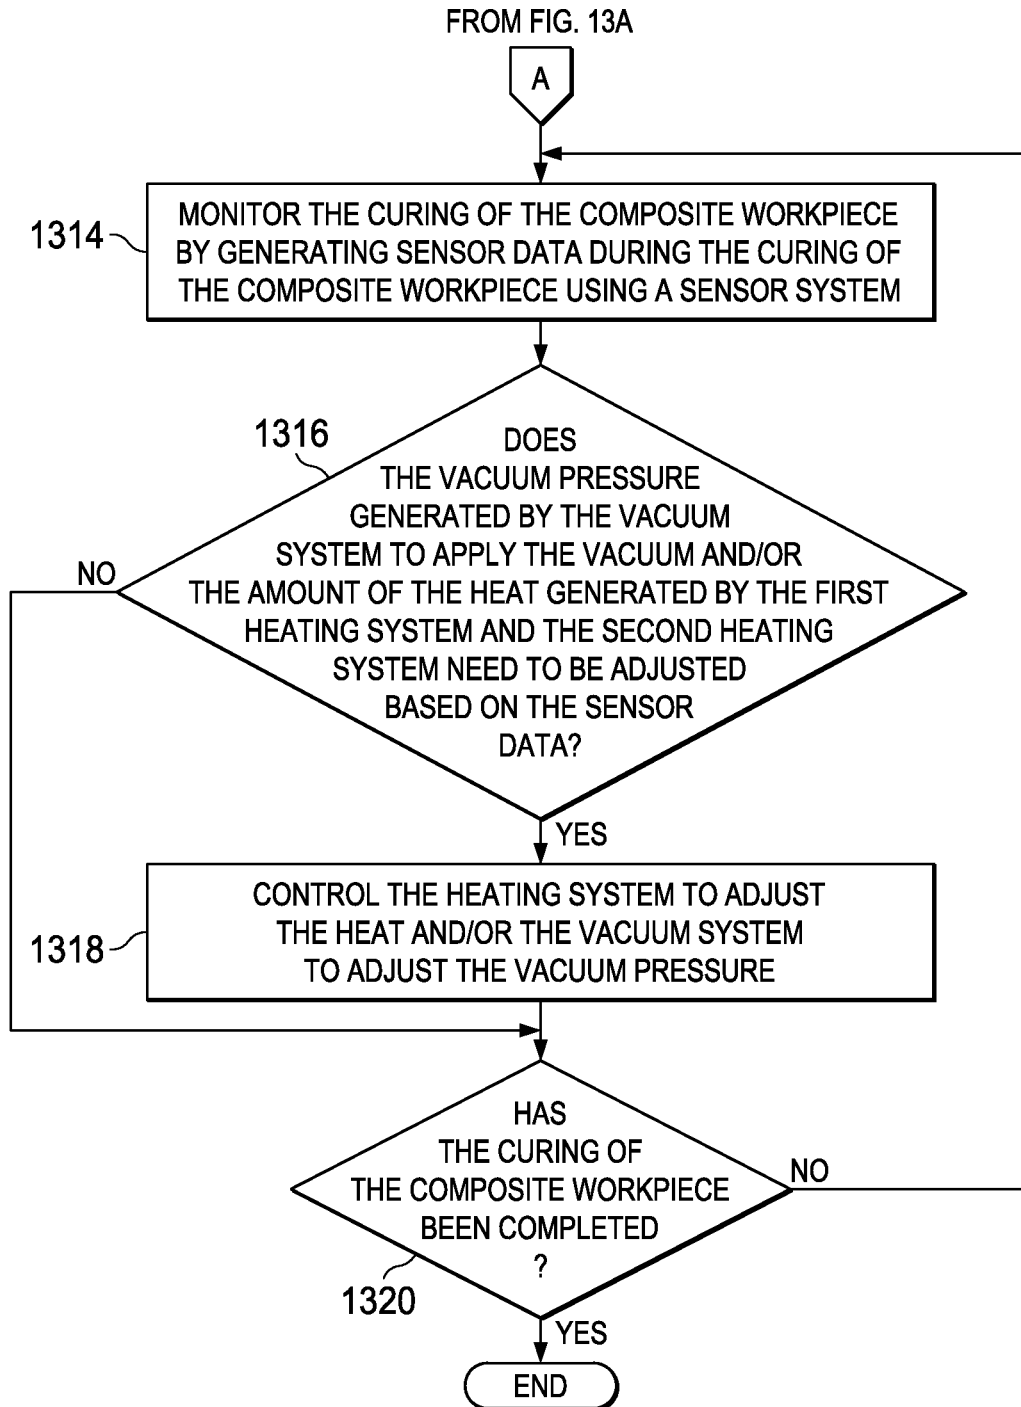 FROM FIG. 13A
A
1314
MONITOR THE CURING OF THE COMPOSITE WORKPIECE
BY GENERATING SENSOR DATA DURING THE CURING OF
THE COMPOSITE WORKPIECE USING A SENSOR SYSTEM
1316
DOES
THE VACUUM PRESSURE
GENERATED BY THE VACUUM
SYSTEM TO APPLY THE VACUUM AND/OR
THE AMOUNT OF THE HEAT GENERATED BY THE FIRST
HEATING SYSTEM AND THE SECOND HEATING
SYSTEM NEED TO BE ADJUSTED
BASED ON THE SENSOR
DATA?
NO
YES
1318
CONTROL THE HEATING SYSTEM TO ADJUST
THE HEAT AND/OR THE VACUUM SYSTEM
TO ADJUST THE VACUUM PRESSURE
HAS
THE CURING OF
THE COMPOSITE WORKPIECE
BEEN COMPLETED
?
NO
1320
YES
END